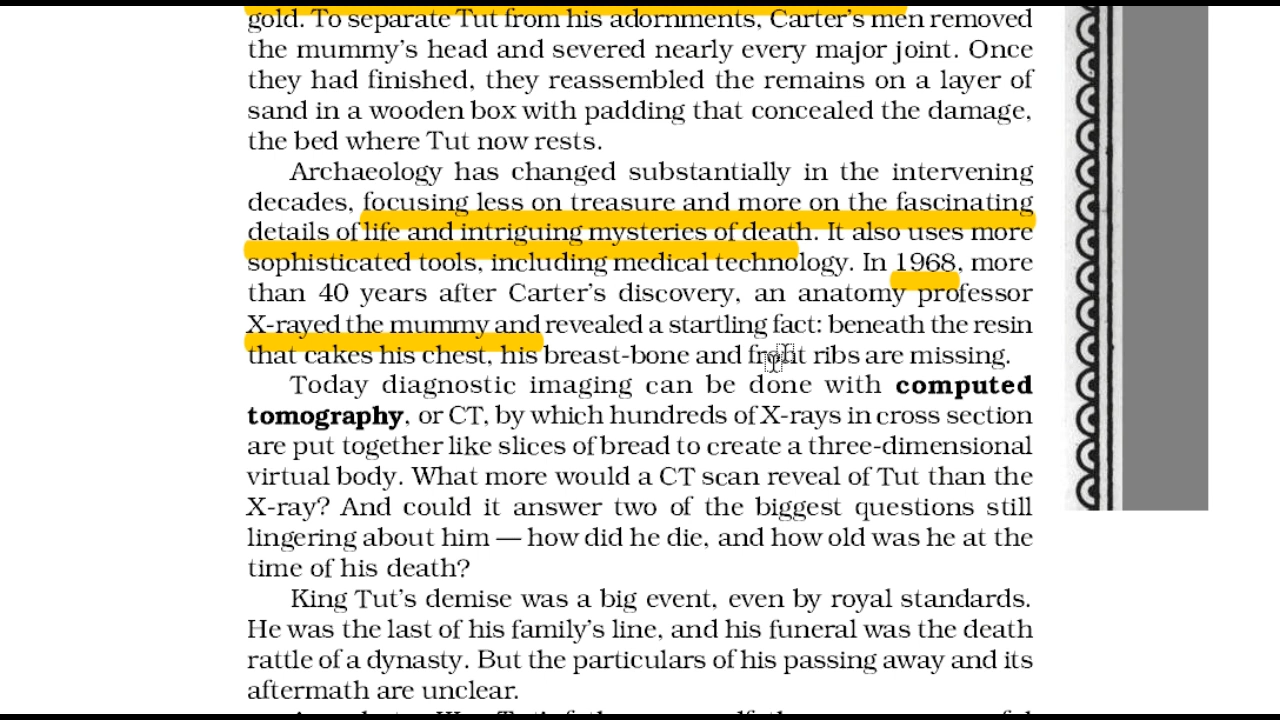 gold. To separate Tut from his adornments, Carter's men removed
the mummy's head and severed nearly every major joint. Once
they had finished, they reassembled the remains on a layer of
sand in a wooden box with padding that concealed the damage,
the bed where Tut now rests.
Archaeology has changed substantially in the intervening
decades, focusing less on treasure and more on the fascinating
details of life and intriguing mysteries of death. It also uses more
sophisticated tools, including medical technology. In 1968, more
than 40 years after Carter's discovery, an anatomy professor
X-rayed the mummy and revealed a startling fact: beneath the resin
that cakes his chest, his breast-bone and front ribs are missing.
Today diagnostic imaging can be done with computed
tomography, or CT, by which hundreds of X-rays in cross section
are put together like slices of bread to create a three-dimensional
virtual body. What more would a CT scan reveal of Tut than the
X-ray? And could it answer two of the biggest questions still
lingering about him — how did he die, and how old was he at the
time of his death?
King Tut's demise was a big event, even by royal standards.
He was the last of his family's line, and his funeral was the death
rattle of a dynasty. But the particulars of his passing away and its
aftermath are unclear.